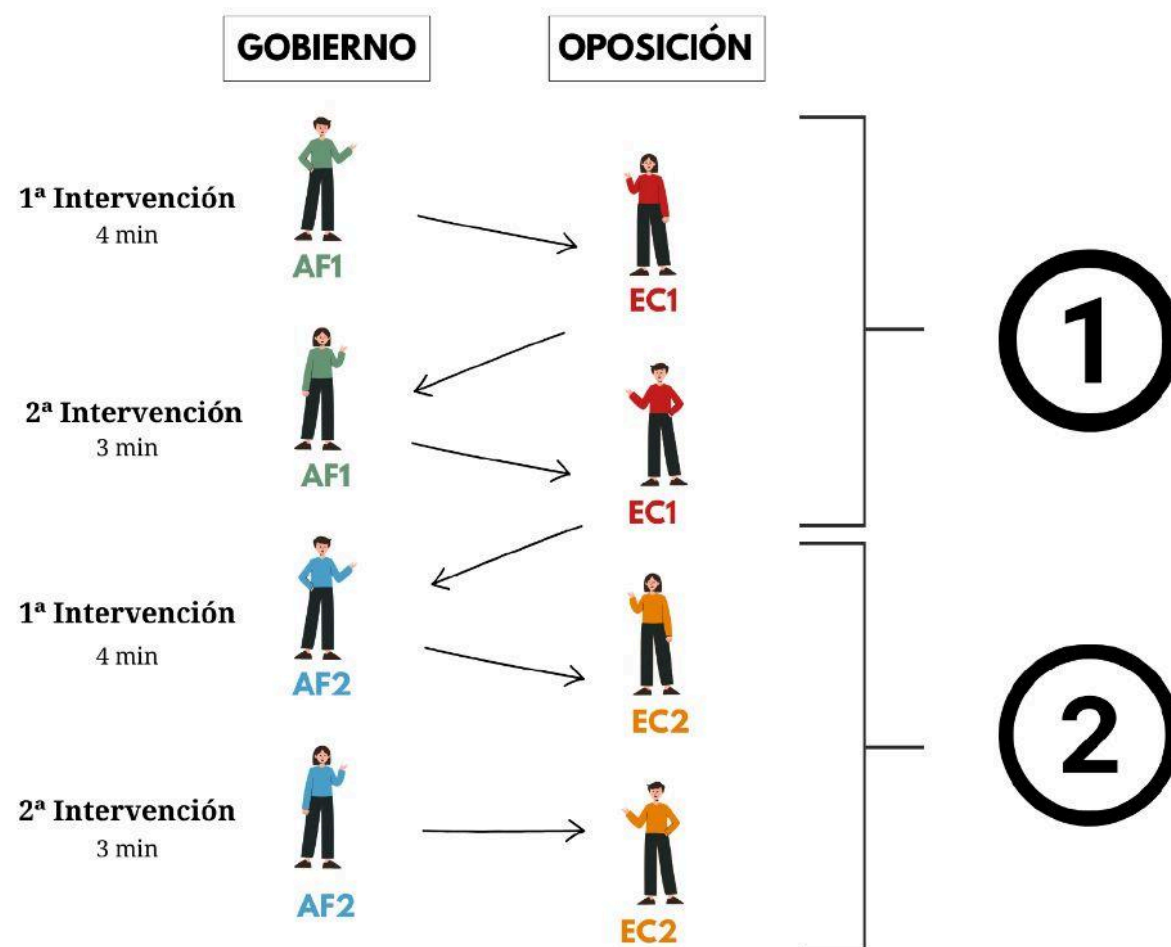 GOBIERNO OPOSICIÓN
1ª Intervención
4 min
AF1
EC1
1
2ª Intervención
3 min
AF1
EC1
1ª Intervención
4 min
AF2
EC2
2
2ª Intervención
3 min
AF2
EC2